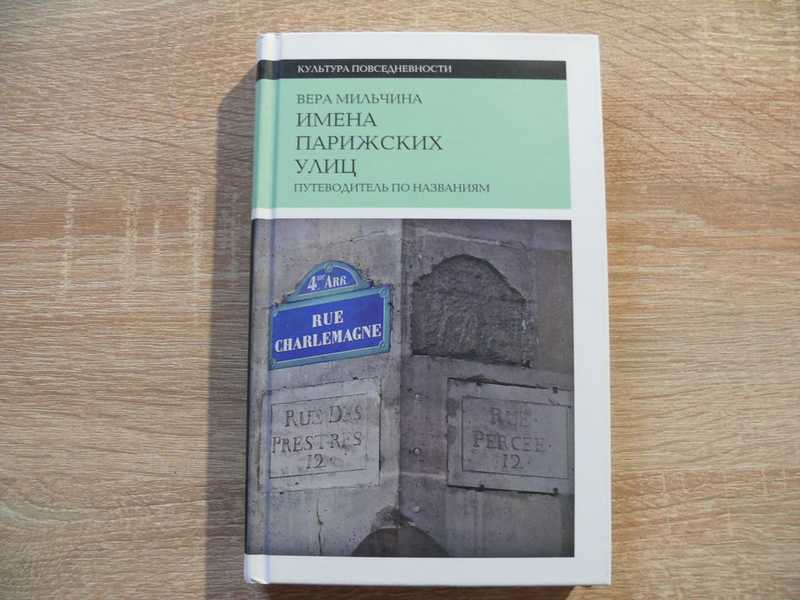 КУЛЬТУРА ПОВСЕДНЕВНОСТИ
ВЕРА МИЛЬЧИНА
ИМЕНА
ПАРИЖСКИХ
УЛИЦ
ПУТЕВОДИТЕЛЬ ПО НАЗВАНИЯМ
4me Arr.
RUE
CHARLEMAGNE
RUE DES
PRESTRES
12
RUE
PERCEE
12